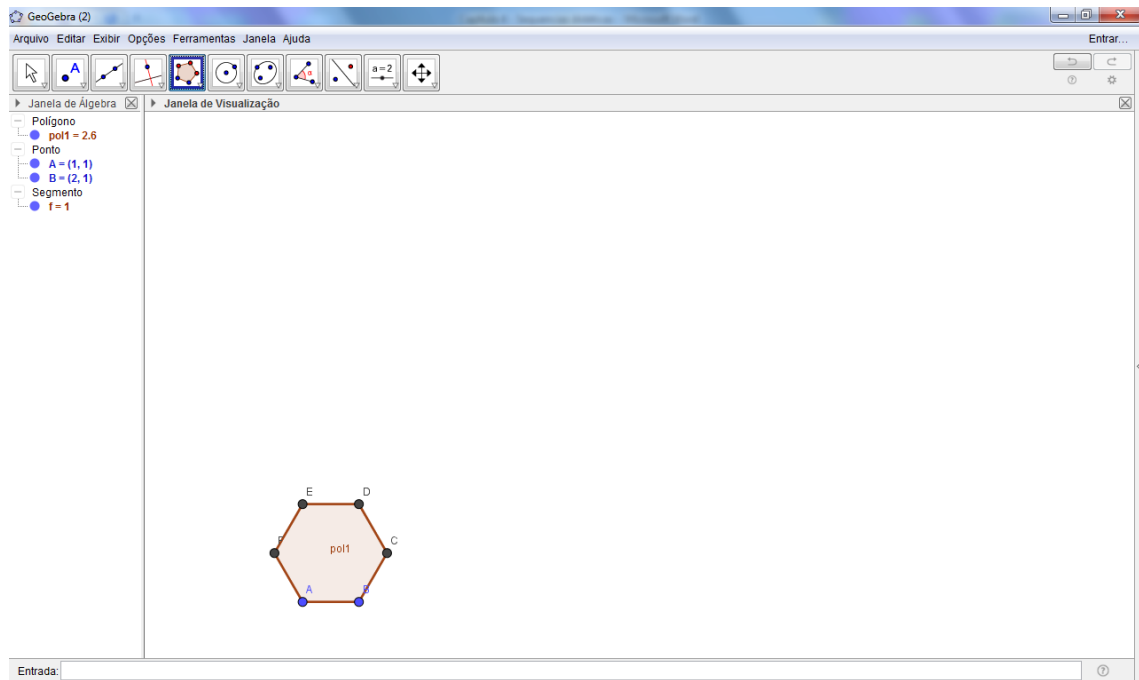 GeoGebra (2)
Arquivo Editar Exibir Opções Ferramentas Janela Ajuda
Entrar...
A
α
a=2
Janela de Álgebra
Janela de Visualização
Polígono
pol1 = 2.6
Ponto
A = (1, 1)
B = (2, 1)
Segmento
f = 1
E
D
F
pol1
C
A
B
Entrada: